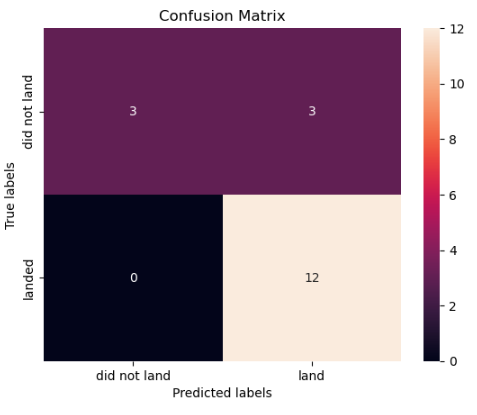 Confusion Matrix
True labels
did not land
3 3
landed
0 12
did not land land
Predicted labels
12
10
8
6
4
2
0